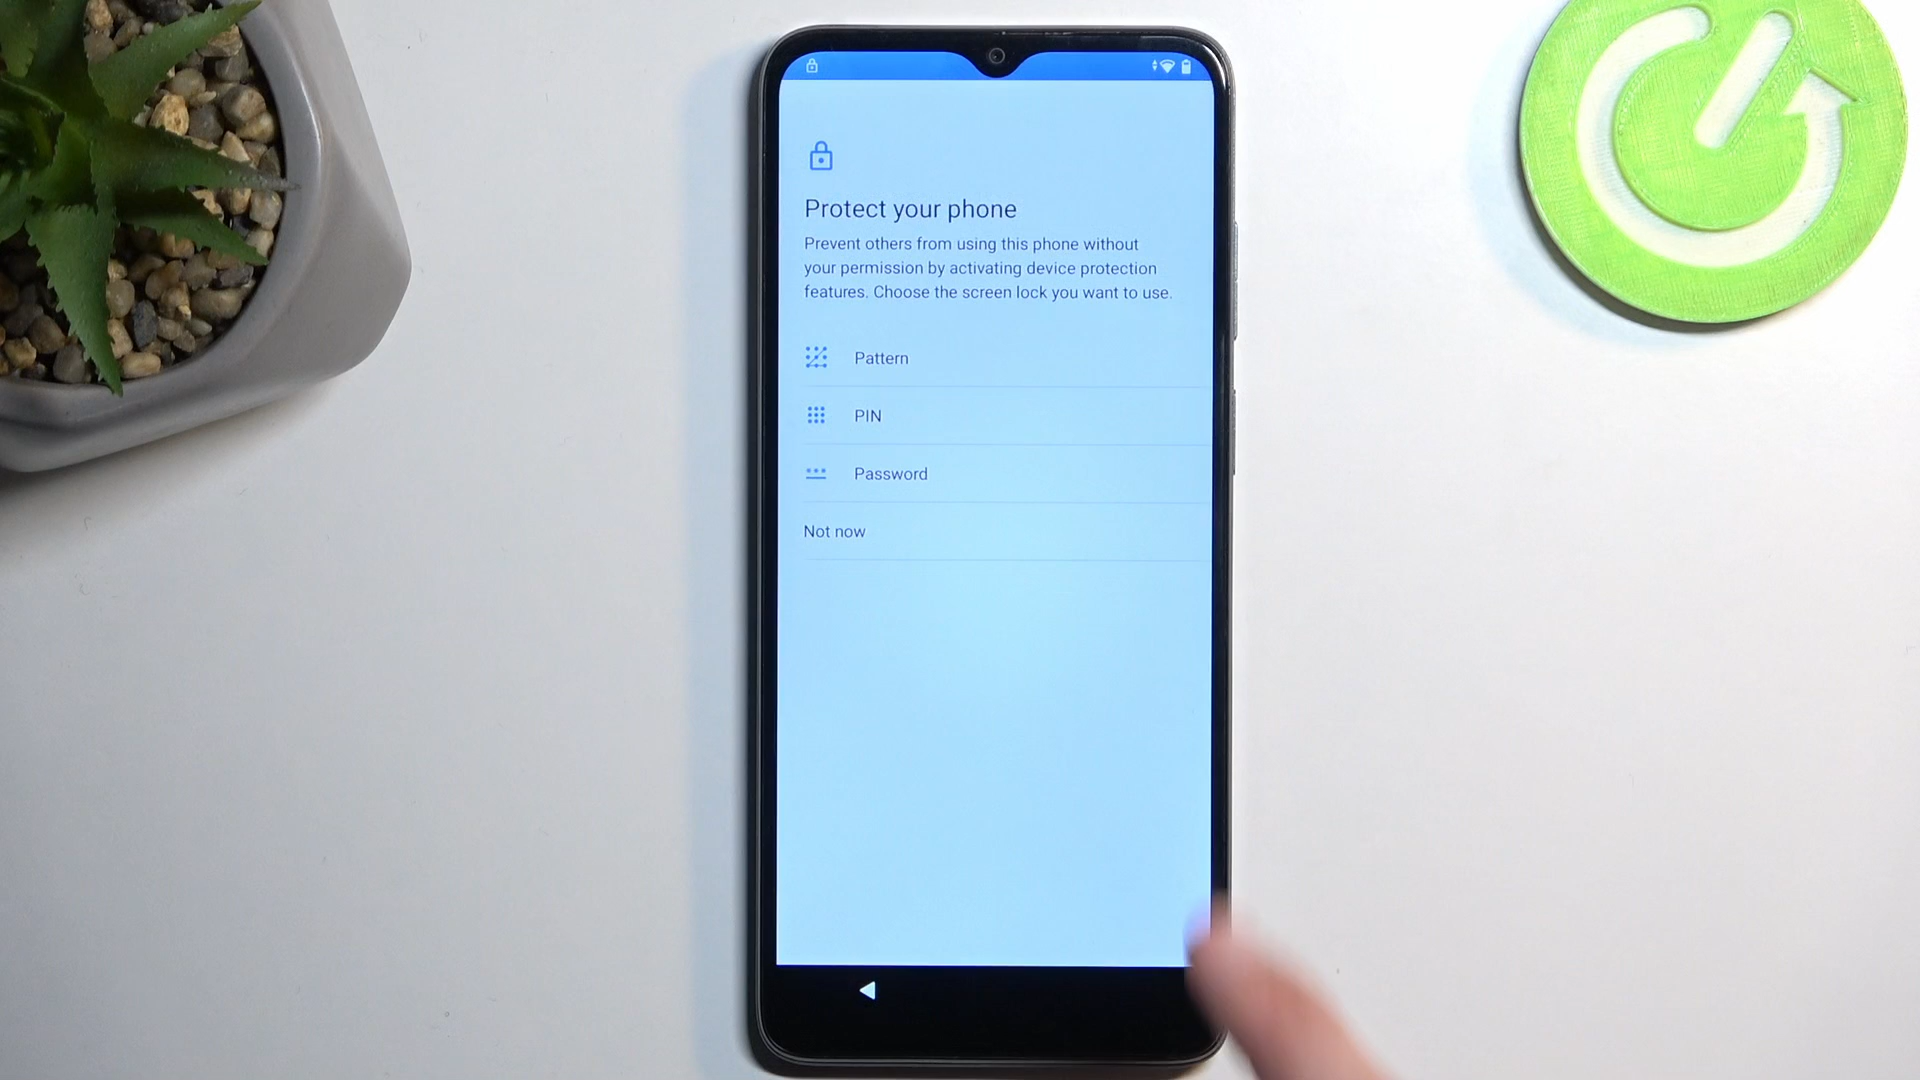 Protect your phone
Prevent others from using this phone without
your permission by activating device protection
features. Choose the screen lock you want to use.
Pattern
PIN
Password
Not now